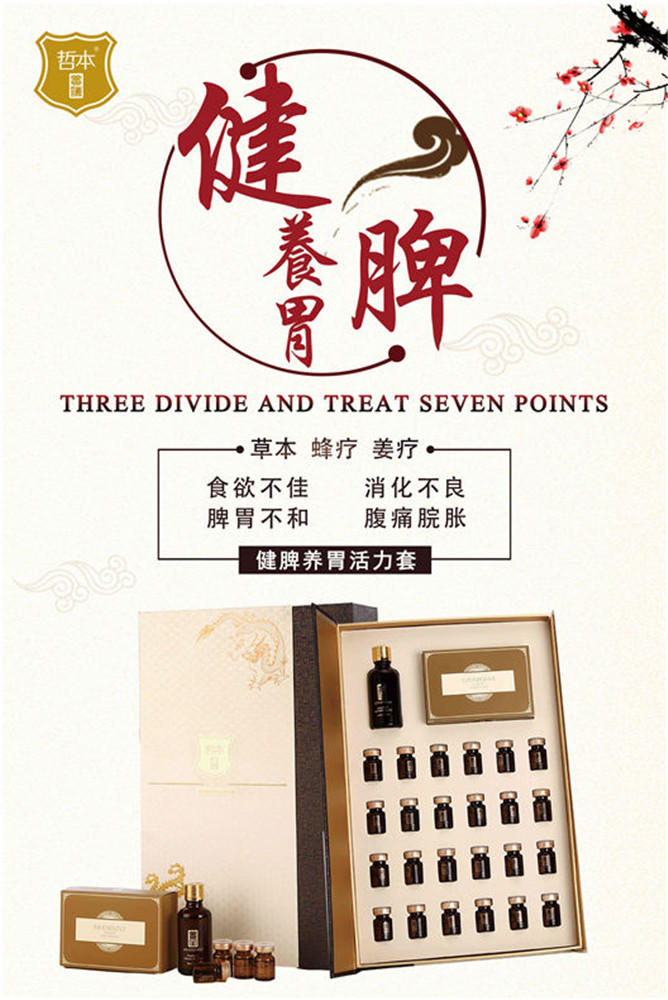 哲本®
健
養胃
脾
THREE DIVIDE AND TREAT SEVEN POINTS
草本 蜂疗 姜疗
食欲不佳 消化不良
脾胃不和 腹痛脘胀
健脾养胃活力套
哲本